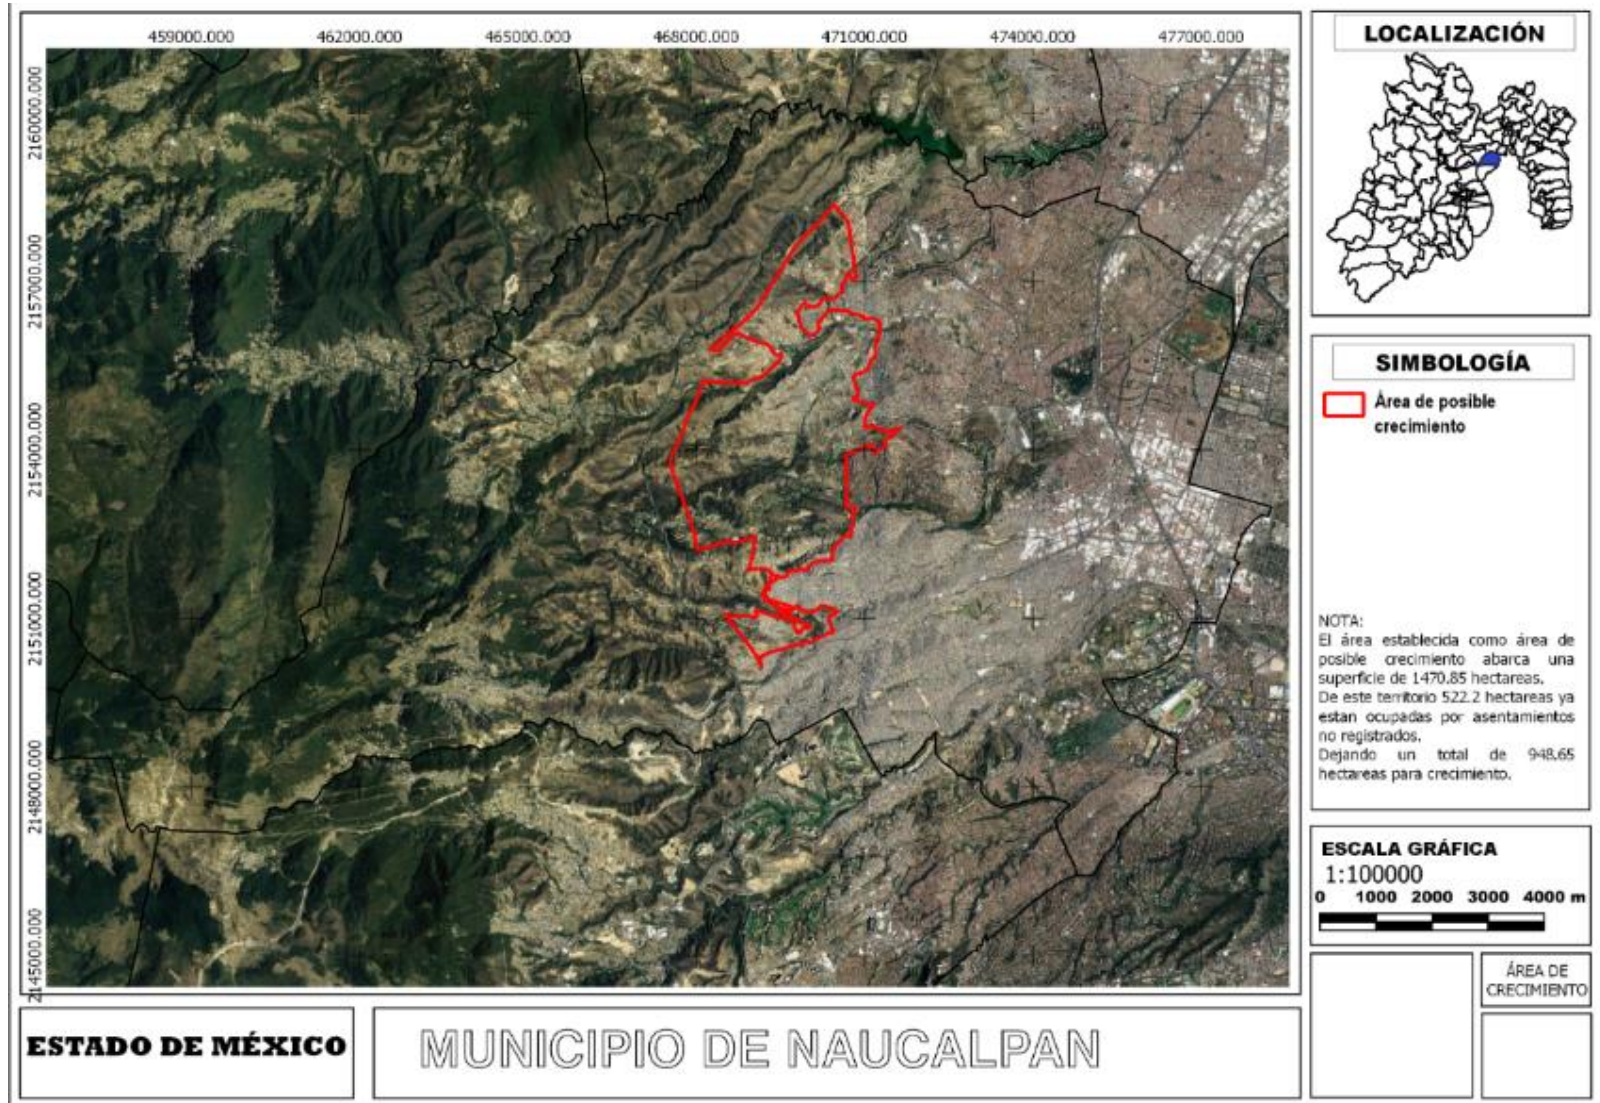 459000.000 462000.000 465000.000 468000.000 471000.000 474000.000 477000.000
2160000.000
2157000.000
2154000.000
2151000.000
2148000.000
2145000.000
LOCALIZACIÓN
SIMBOLOGÍA
Área de posible
crecimiento
NOTA:
El área establecida como área de
posible crecimiento abarca una
superficie de 1470.85 hectareas.
De este territorio 522.2 hectareas ya
estan ocupadas por asentamientos
no registrados.
Dejando un total de 948.65
hectareas para crecimiento.
ESCALA GRÁFICA
1:100000
0 1000 2000 3000 4000 m
ÁREA DE
CRECIMIENTO
ESTADO DE MÉXICO
MUNICIPIO DE NAUCALPAN